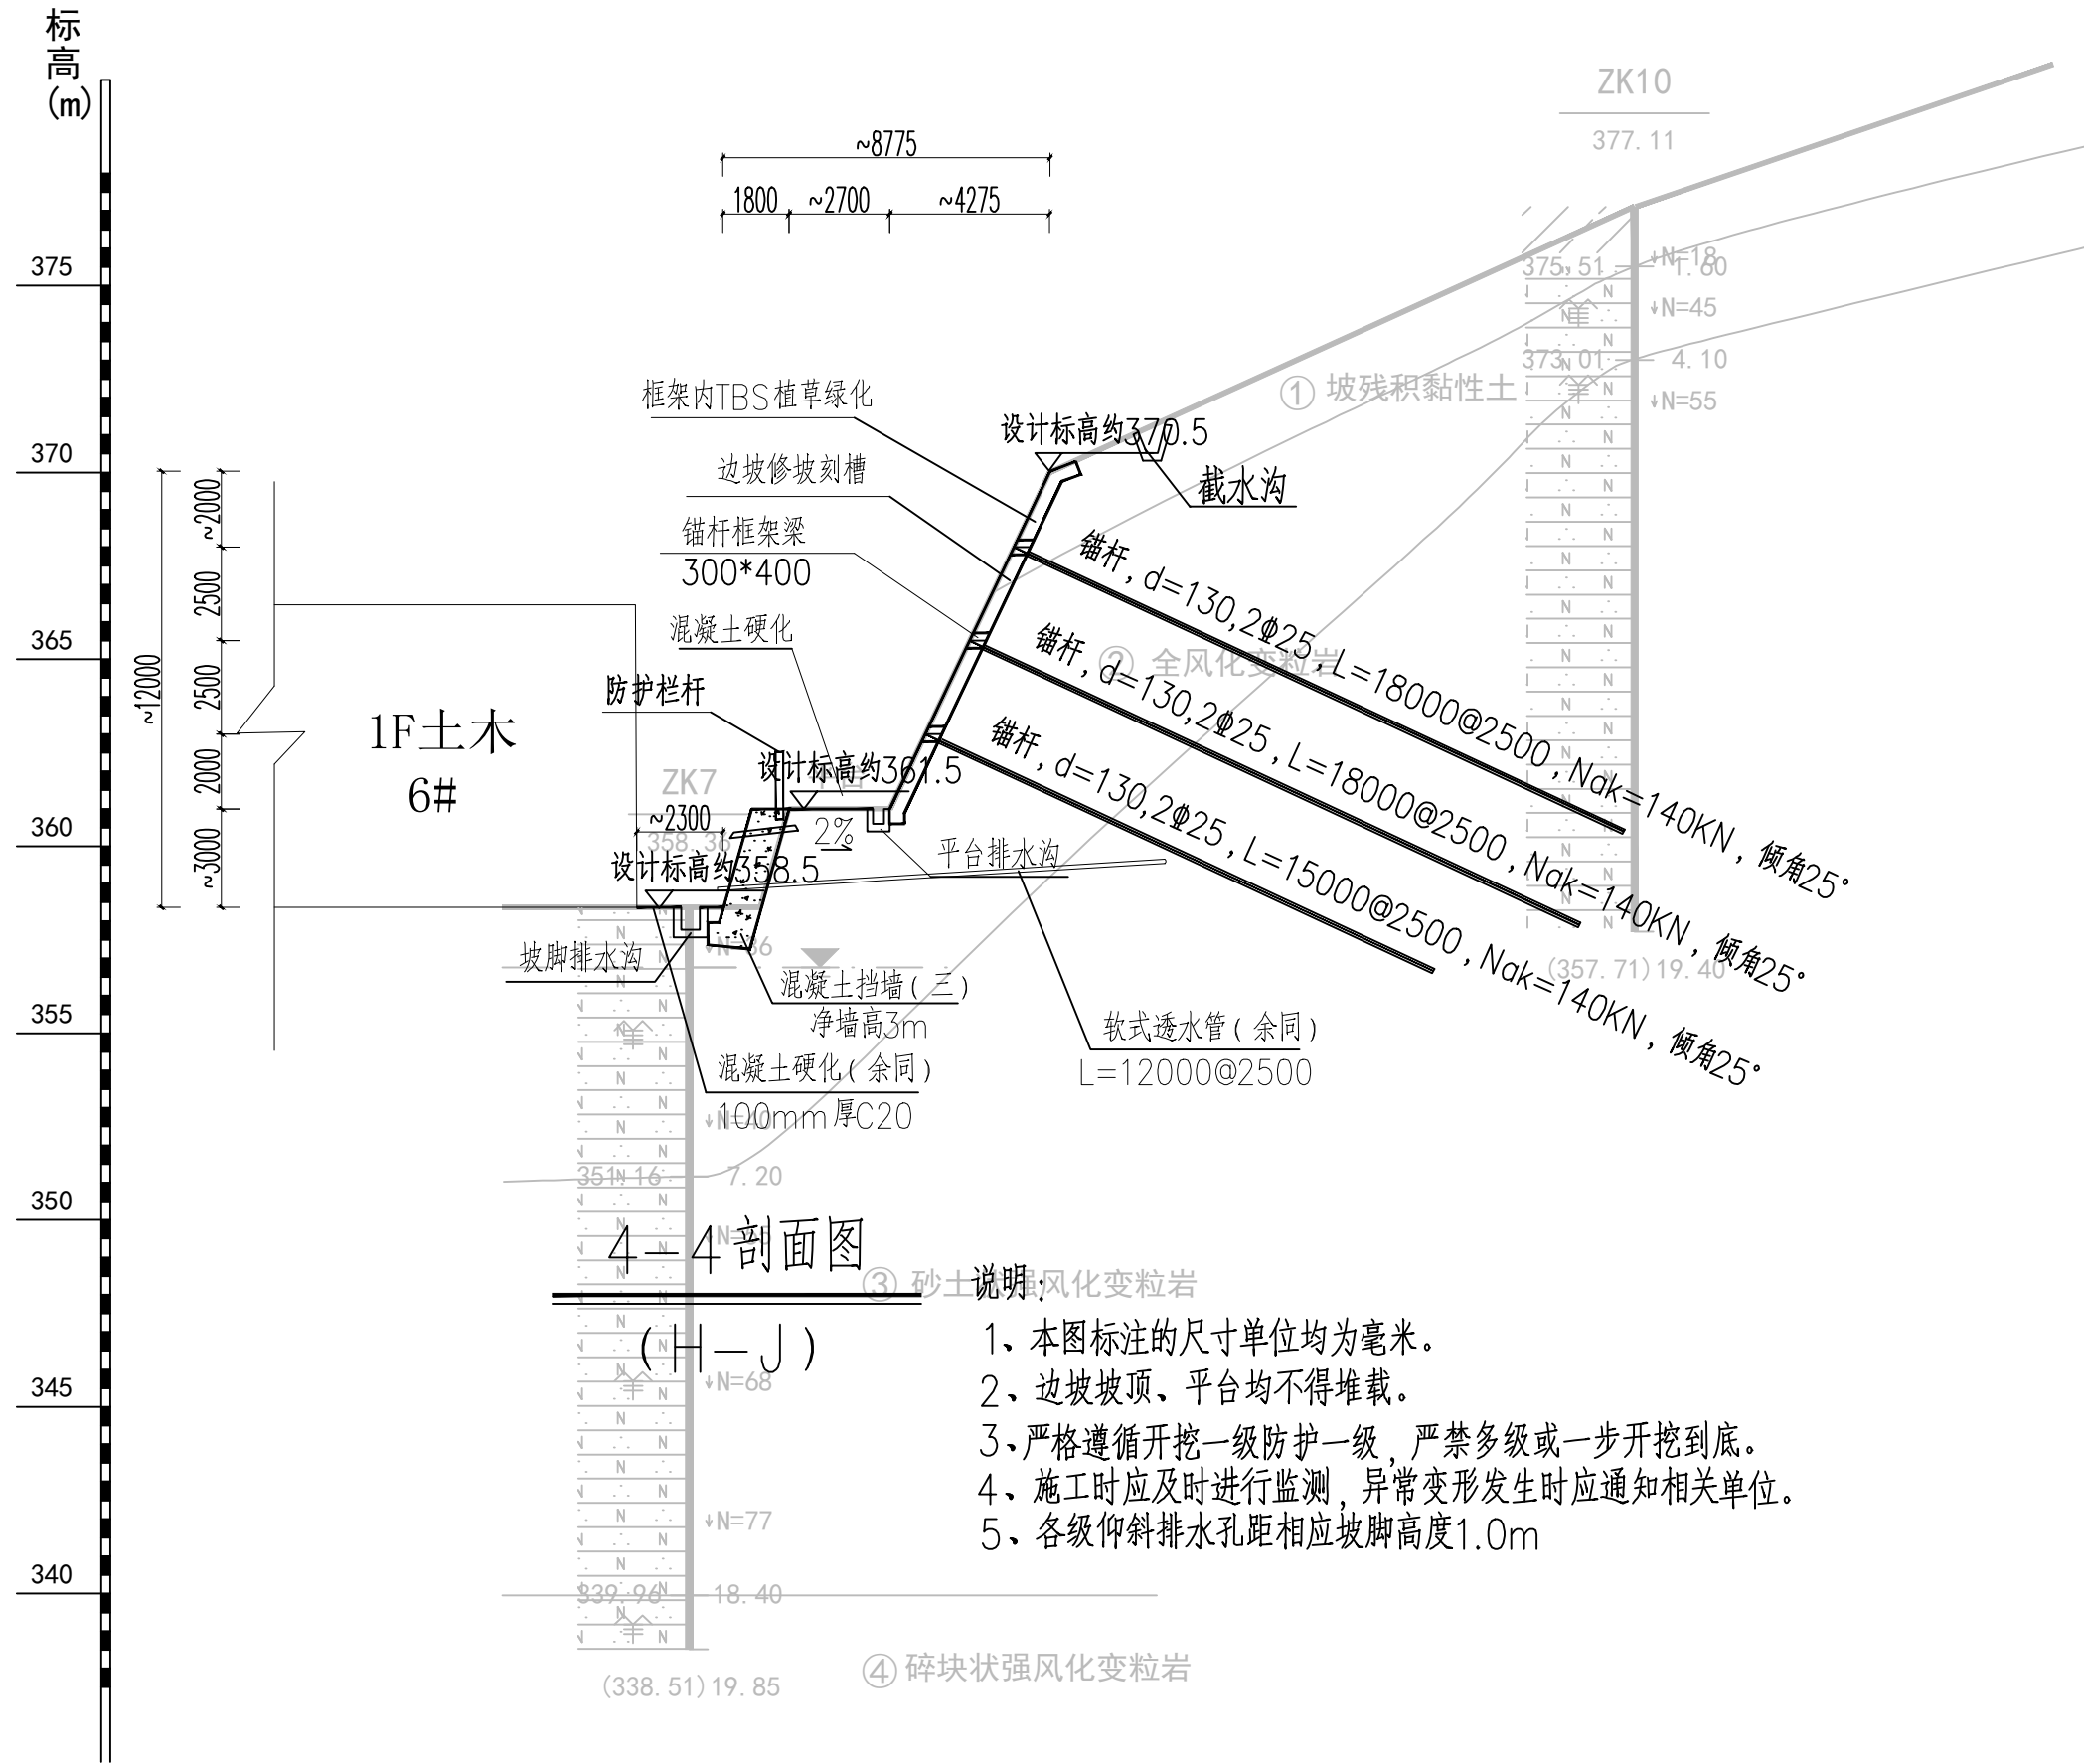 标高(m)
375
370
365
360
355
350
345
340
~8775
1800
~2700
~4275
~12000
~2000
2500
2500
2000
~3000
1F土木
6#
框架内TBS植草绿化
边坡修坡刻槽
锚杆框架梁
300*400
混凝土硬化
防护栏杆
设计标高约370.5
截水沟
设计标高约361.5
平台
2%
~2300
设计标高约358.5
平台排水沟
坡脚排水沟
混凝土挡墙(三)
净墙高3m
混凝土硬化(余同)
100mm厚C20
软式透水管(余同)
L=12000@2500
锚杆,d=130,2Φ25,L=18000@2500,Nak=140KN,倾角25°
锚杆,d=130,2Φ25,L=18000@2500,Nak=140KN,倾角25°
锚杆,d=130,2Φ25,L=15000@2500,Nak=140KN,倾角25°
ZK10
377.11
375.51
1.60
N=18
N=45
373.01
4.10
N=55
(357.71)19.40
ZK7
358.36
N=36
N=40
351.16
7.20
N=68
N=77
339.96
18.40
(338.51)19.85
① 坡残积黏性土
② 全风化变粒岩
③ 砂土状强风化变粒岩
④ 碎块状强风化变粒岩
4-4剖面图
(H-J)
说明:
1、本图标注的尺寸单位均为毫米。
2、边坡坡顶、平台均不得堆载。
3、严格遵循开挖一级防护一级,严禁多级或一步开挖到底。
4、施工时应及时进行监测,异常变形发生时应通知相关单位。
5、各级仰斜排水孔距相应坡脚高度1.0m